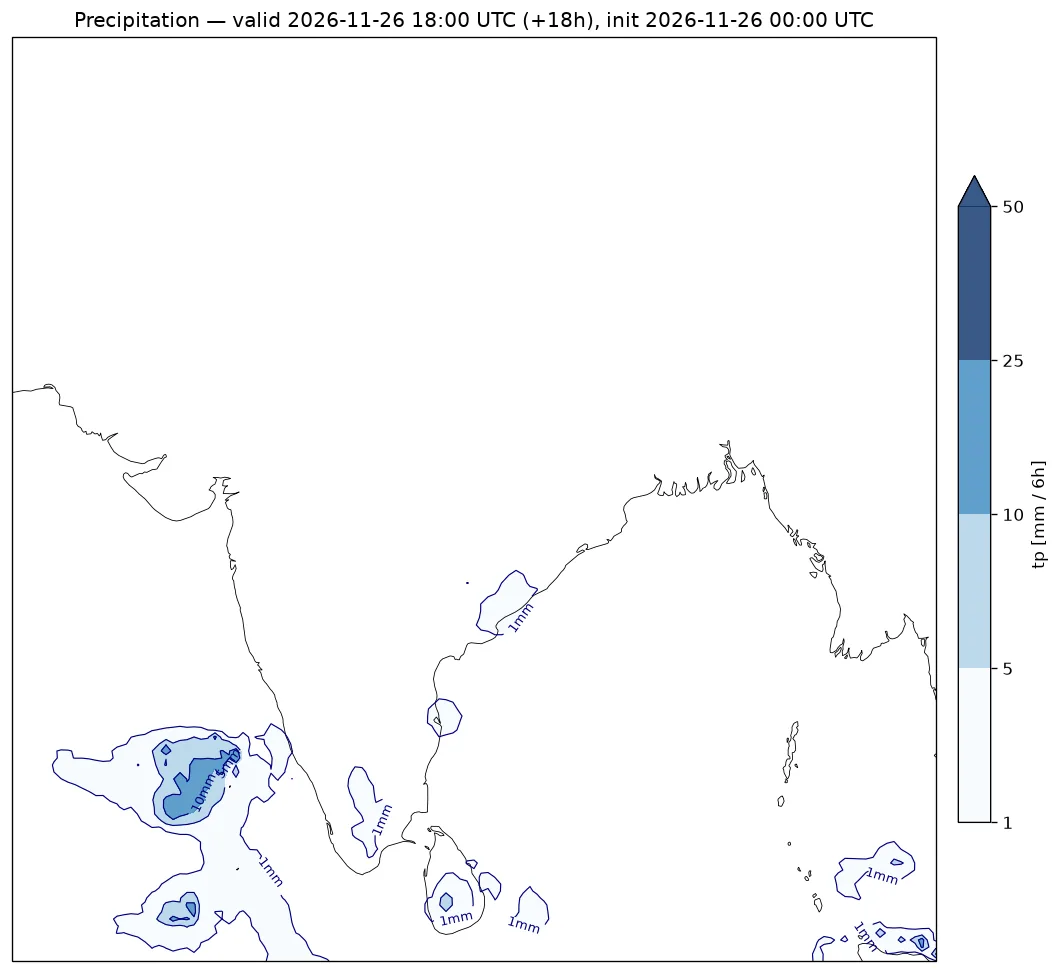 Precipitation — valid 2026-11-26 18:00 UTC (+18h), init 2026-11-26 00:00 UTC
50
25
10
5
1
tp [mm / 6h]
1mm
5mm
10mm
1mm
1mm
1mm
1mm
1mm
1mm